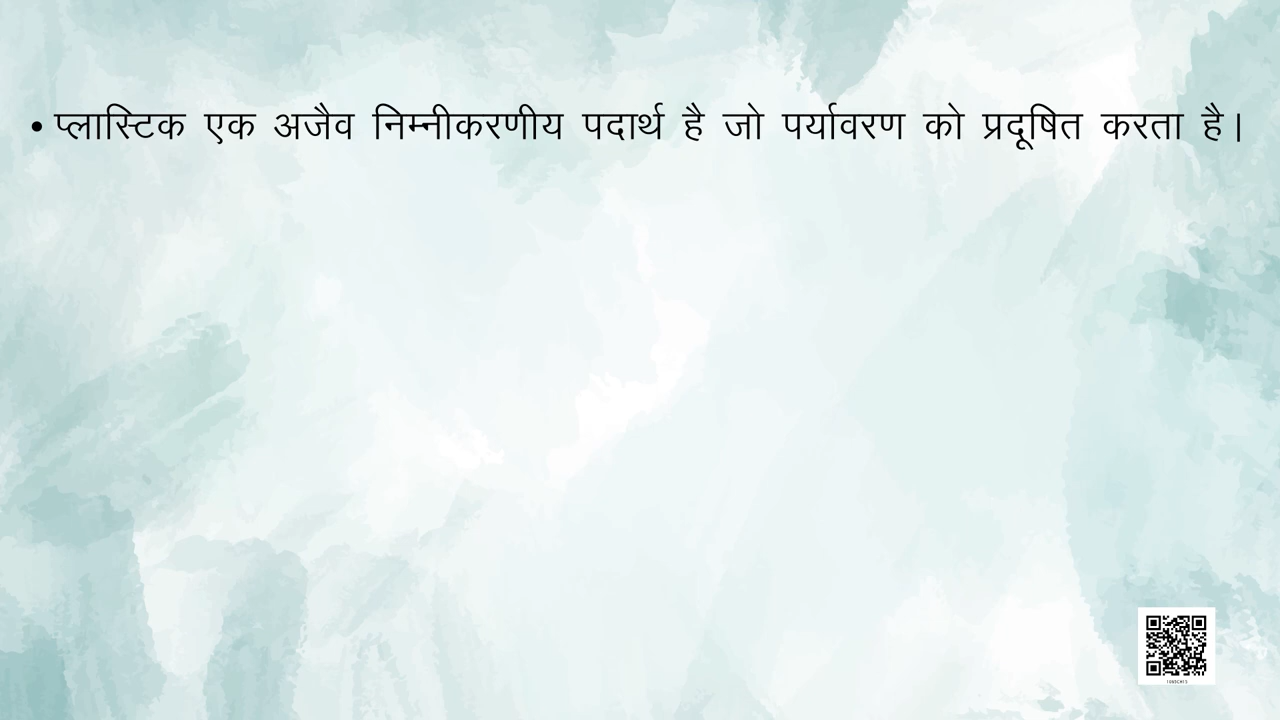 • प्लास्टिक एक अजैव निम्नीकरणीय पदार्थ है जो पर्यावरण को प्रदूषित करता है।